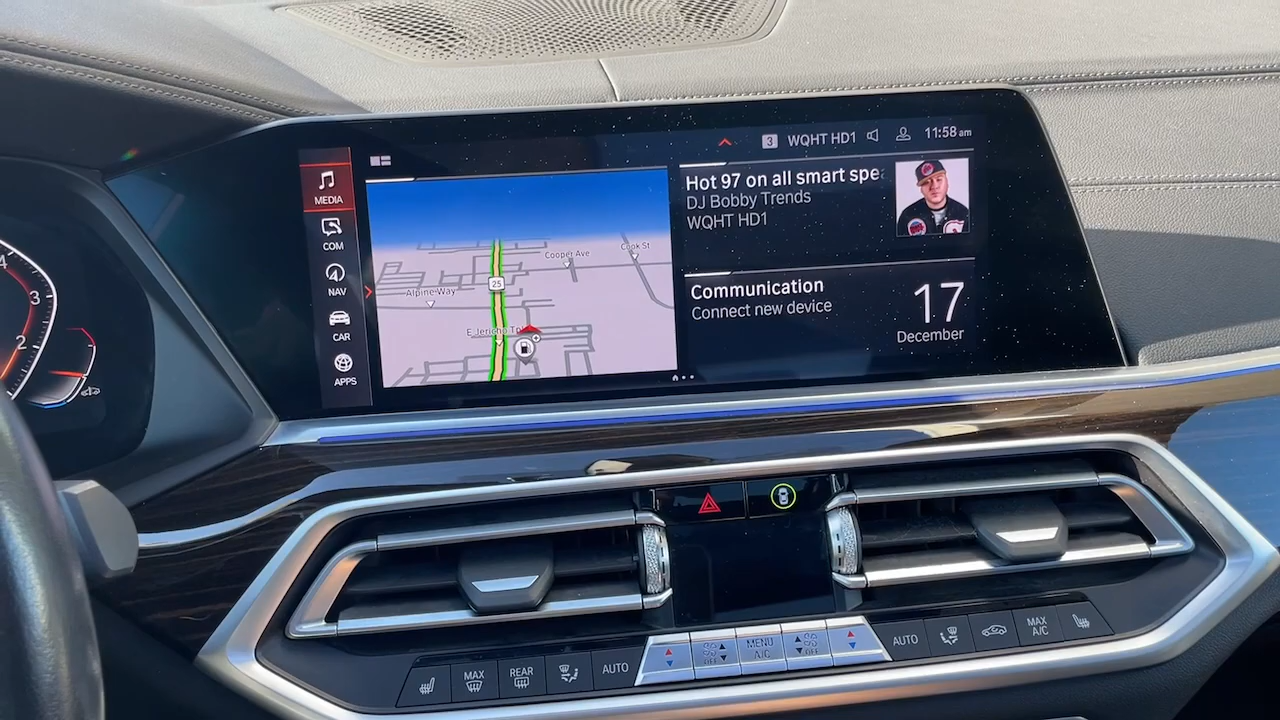 3 WQHT HD1 11:58 am
MEDIA
COM
NAV
CAR
APPS
Cooper Ave
Cook St
25
Alpine Way
Hot 97 on all smart spe
DJ Bobby Trends
WQHT HD1
Communication
Connect new device
17
December
4
3
2
MAX
REAR
AUTO
OFF
MENU
A/C
OFF
AUTO
MAX
A/C